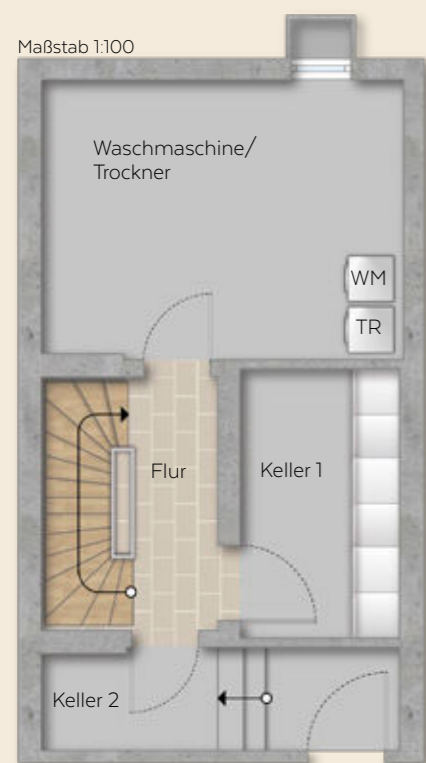 Maßstab 1:100
Waschmaschine/
Trockner
WM
TR
Flur
Keller 1
Keller 2